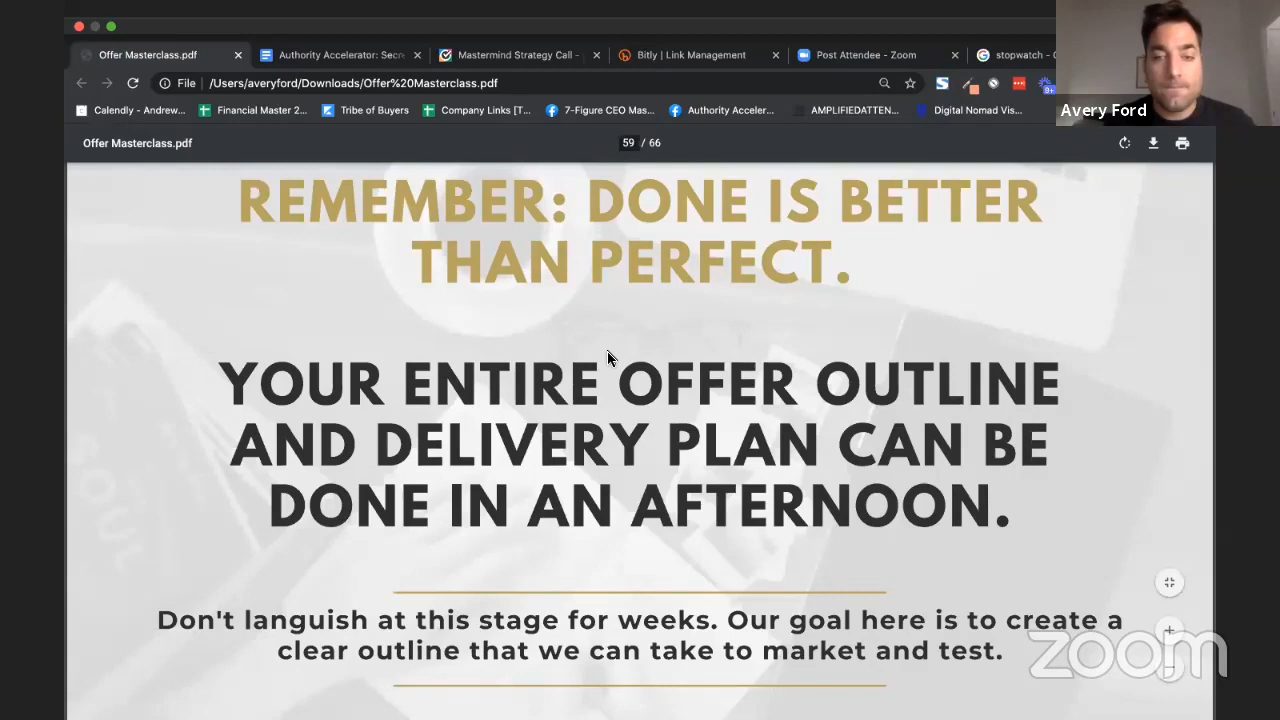 Offer Masterclass.pdf
Authority Accelerator: Secre
Mastermind Strategy Call -
Bitly | Link Management
Post Attendee - Zoom
stopwatch -
File /Users/averyford/Downloads/Offer%20Masterclass.pdf
Calendly - Andrew...
Financial Master 2...
Tribe of Buyers
Company Links [T...
7-Figure CEO Mas...
Authority Acceler...
AMPLIFIEDATTEN...
Digital Nomad Vis...
Avery Ford
Offer Masterclass.pdf
59 / 66
REMEMBER: DONE IS BETTER
THAN PERFECT.
YOUR ENTIRE OFFER OUTLINE
AND DELIVERY PLAN CAN BE
DONE IN AN AFTERNOON.
Don't languish at this stage for weeks. Our goal here is to create a
clear outline that we can take to market and test.
zoom